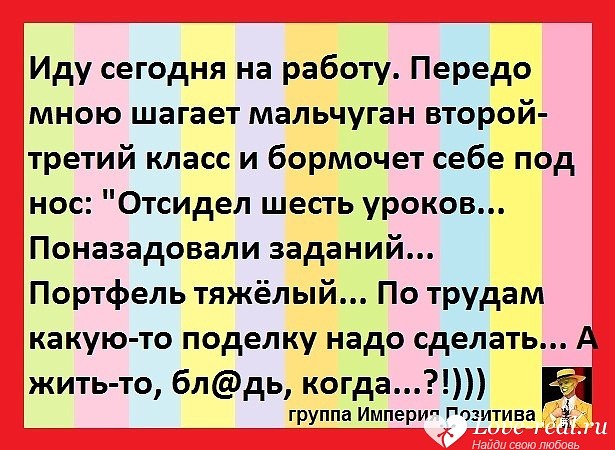 Иду сегодня на работу. Передо
мною шагает мальчуган второй-
третий класс и бормочет себе под
нос: "Отсидел шесть уроков...
Поназадовали заданий...
Портфель тяжёлый... По трудам
какую-то поделку надо сделать... А
жить-то, бл@дь, когда...?!)))
группа Империя Позитива
Love-real.ru
Найди свою любовь